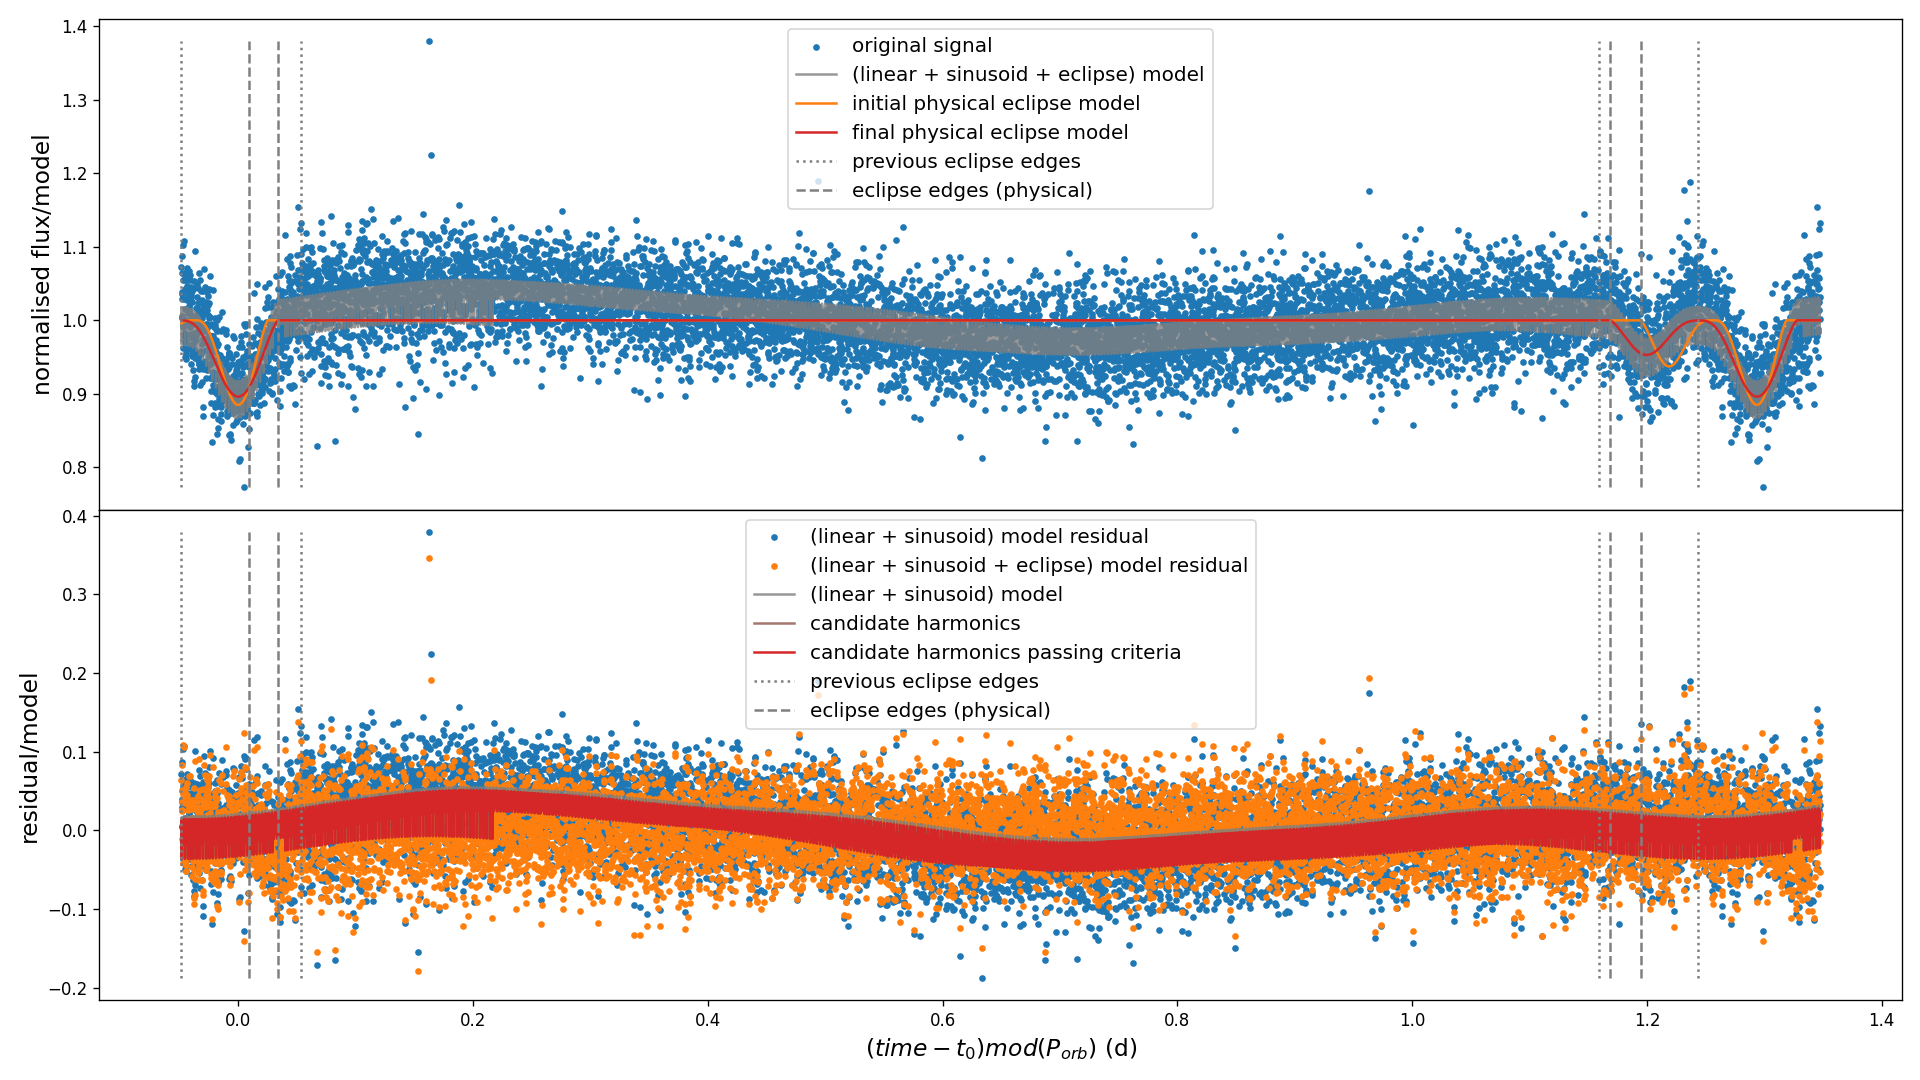 1.4
1.3
1.2
1.1
1.0
0.9
0.8
normalised flux/model
original signal
(linear + sinusoid + eclipse) model
initial physical eclipse model
final physical eclipse model
previous eclipse edges
eclipse edges (physical)
0.4
0.3
0.2
0.1
0.0
−0.1
−0.2
residual/model
(linear + sinusoid) model residual
(linear + sinusoid + eclipse) model residual
(linear + sinusoid) model
candidate harmonics
candidate harmonics passing criteria
previous eclipse edges
eclipse edges (physical)
0.0 0.2 0.4 0.6 0.8 1.0 1.2 1.4
(time − t₀)mod(P_orb) (d)